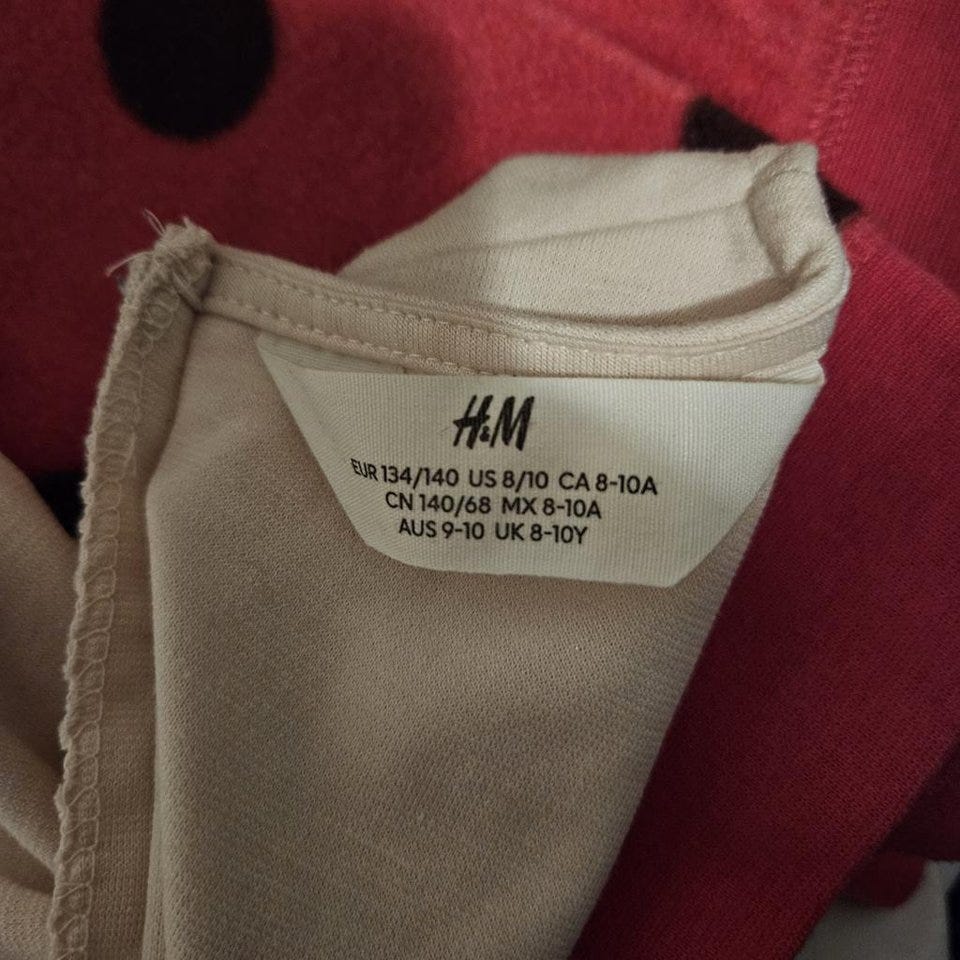 H&M
EUR 134/140 US 8/10 CA 8-10A
CN 140/68 MX 8-10A
AUS 9-10 UK 8-10Y